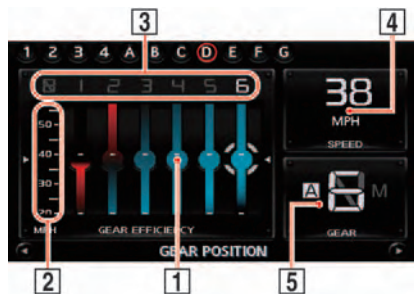 3
4
1 2 3 4 A B C D E F G
N 1 2 3 4 5 6
38
MPH
SPEED
50
40
30
20
MPH
GEAR EFFICIENCY
A 6 M
GEAR
GEAR POSITION
2
1
5